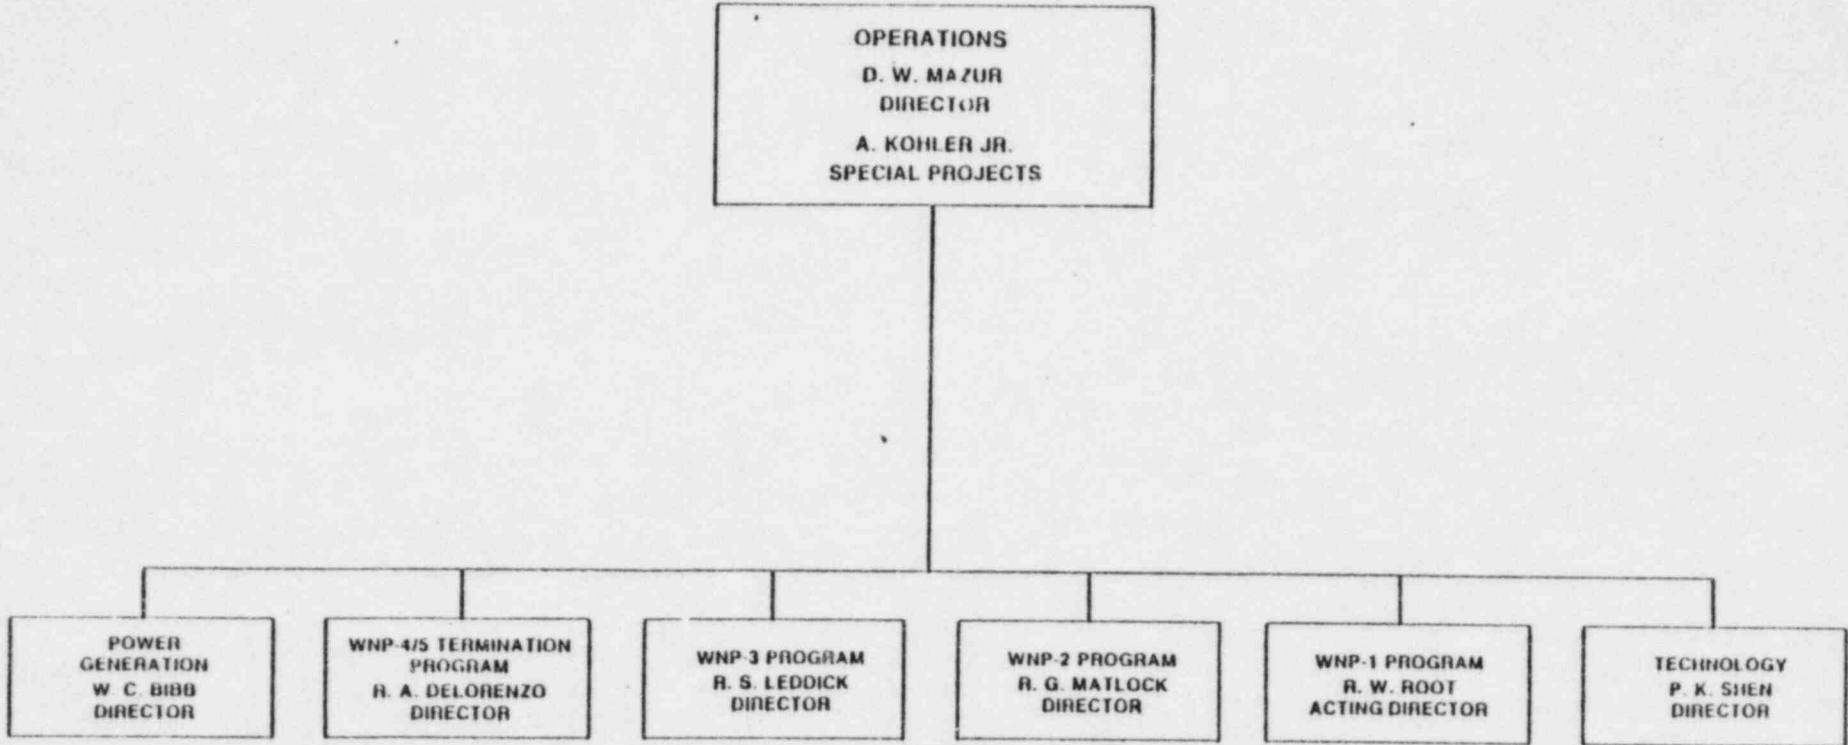 OPERATIONS
D. W. MAZUR
DIRECTOR
A. KOHLER JR.
SPECIAL PROJECTS
POWER
GENERATION
W. C. BIBB
DIRECTOR
WNP-4/5 TERMINATION
PROGRAM
R. A. DELORENZO
DIRECTOR
WNP-3 PROGRAM
R. S. LEDDICK
DIRECTOR
WNP-2 PROGRAM
R. G. MATLOCK
DIRECTOR
WNP-1 PROGRAM
R. W. ROOT
ACTING DIRECTOR
TECHNOLOGY
P. K. SHEN
DIRECTOR